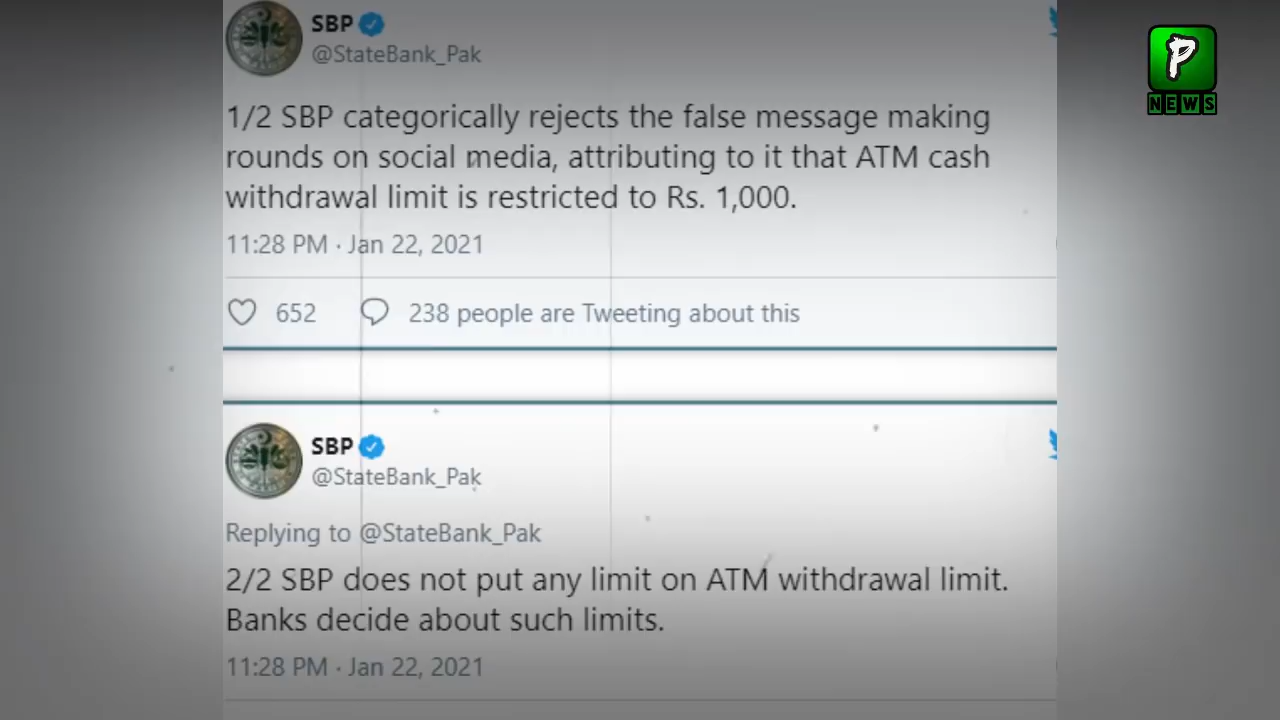 SBP
@StateBank_Pak
1/2 SBP categorically rejects the false message making
rounds on social media, attributing to it that ATM cash
withdrawal limit is restricted to Rs. 1,000.
11:28 PM · Jan 22, 2021
652 238 people are Tweeting about this
SBP
@StateBank_Pak
Replying to @StateBank_Pak
2/2 SBP does not put any limit on ATM withdrawal limit.
Banks decide about such limits.
11:28 PM · Jan 22, 2021
P
NEWS